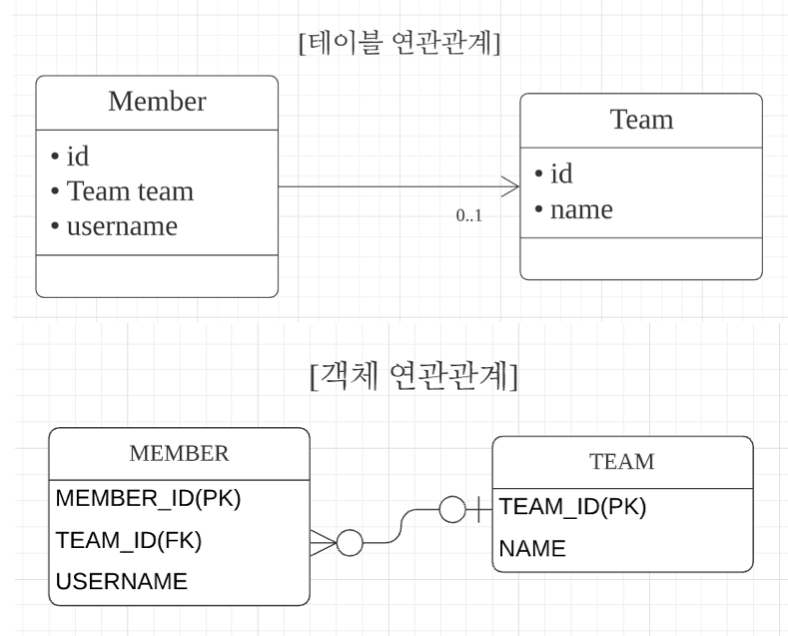 [테이블 연관관계]
Member
• id
• Team team
• username
0..1
Team
• id
• name
[객체 연관관계]
MEMBER
MEMBER_ID(PK)
TEAM_ID(FK)
USERNAME
TEAM
TEAM_ID(PK)
NAME